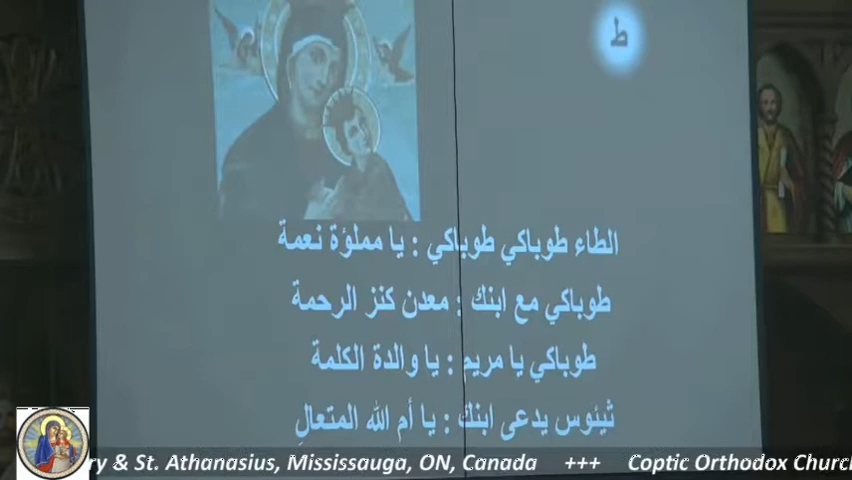 ط
الطاء طوباكي طوباكي : يا مملؤة نعمة
طوباكي مع ابنك : معدن كنز الرحمة
طوباكي يا مريم : يا والدة الكلمة
ثيئوس يدعى ابنك : يا أم الله المتعالِ
ry & St. Athanasius, Mississauga, ON, Canada +++ Coptic Orthodox Churc